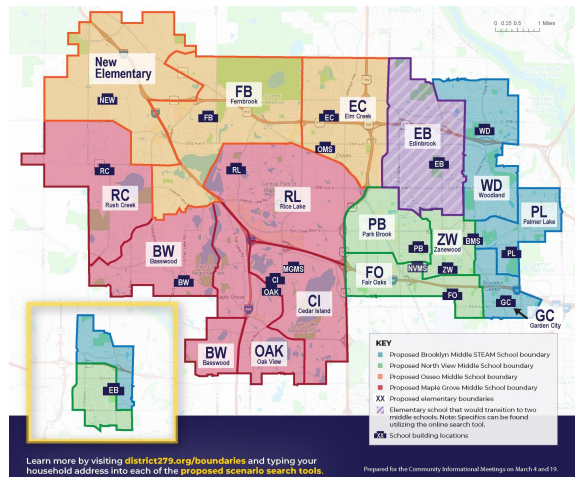 0 0.25 0.5 1 Miles
New
Elementary
NEW
FB
Fernbrook
FB
EC
Elm Creek
EC
OMS
Osseo
EB
Edinbrook
EB
WD
WD
Woodland
RC
RC
Rush Creek
RL
RL
Rice Lake
PL
Palmer Lake
PL
PB
Park Brook
PB
ZW
Zanewood
BMS
BW
Basswood
BW
MGMS
CI
OAK
CI
Cedar Island
FO
Fair Oaks
NVMS
ZW
FO
GC
GC
Garden City
BW
Basswood
OAK
Oak View
EB
KEY
Proposed Brooklyn Middle STEAM School boundary
Proposed North View Middle School boundary
Proposed Osseo Middle School boundary
Proposed Maple Grove Middle School boundary
XX Proposed elementary boundaries
Elementary school that would transition to two
middle schools. Note: Specifics can be found
utilizing the online search tool.
XX School building locations
Learn more by visiting district279.org/boundaries and typing your
household address into each of the proposed scenario search tools.
Prepared for the Community Informational Meetings on March 4 and 19.